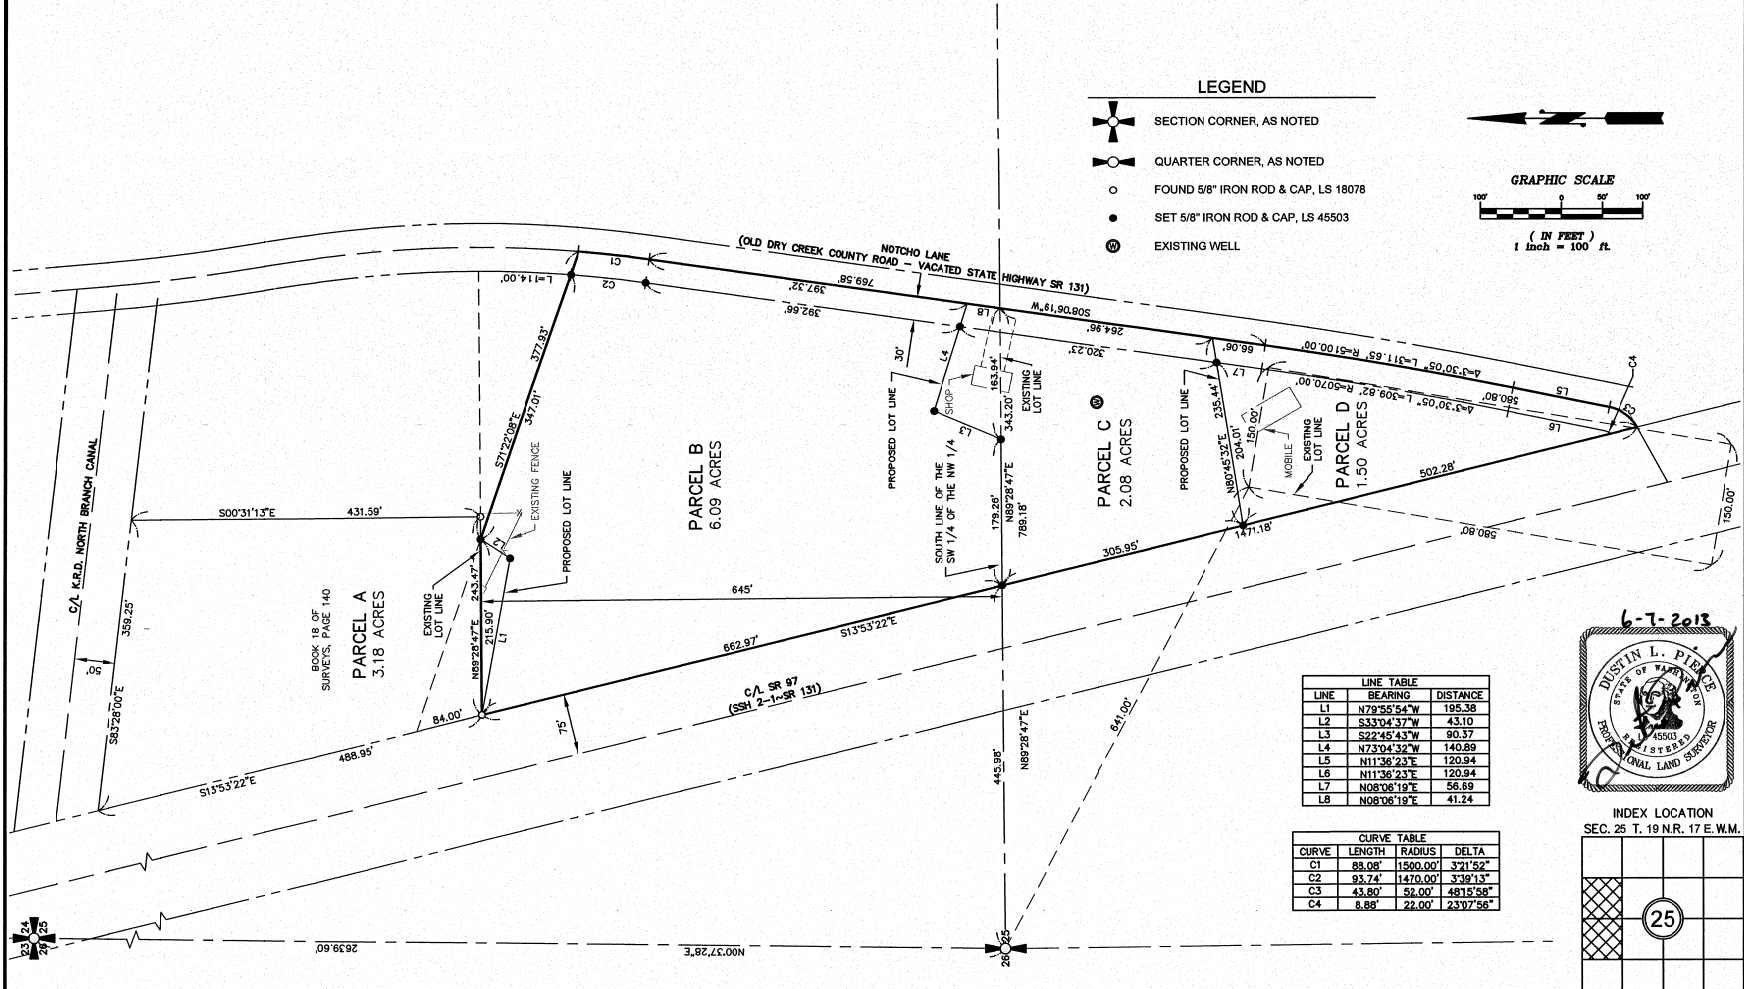 LEGEND
SECTION CORNER, AS NOTED
QUARTER CORNER, AS NOTED
FOUND 5/8" IRON ROD & CAP, LS 18078
SET 5/8" IRON ROD & CAP, LS 45503
W EXISTING WELL
GRAPHIC SCALE
100' 0 50' 100'
( IN FEET )
1 inch = 100 ft.
NOTCHO LANE
(OLD DRY CREEK COUNTY ROAD - VACATED STATE HIGHWAY SR 131)
C1
L=114.00'
C2
769.58'
397.32'
392.66'
S08°06'19"W
264.96'
320.23'
66.06'
L8
L7
Δ=3°30'05" L=311.65' R=5100.00'
Δ=3°30'05" L=309.82' R=5070.00'
580.80'
L5
L6
C3
C4
377.93'
347.01'
S71°22'08"E
30'
L4
L3
SHOP
163.94'
343.20'
EXISTING
LOT LINE
PROPOSED LOT LINE
W
PARCEL C
2.08 ACRES
PROPOSED LOT LINE
235.44'
204.01'
N80°45'32"E
150.00'
MOBILE
EXISTING
LOT LINE
PARCEL D
1.50 ACRES
502.28'
150.00'
580.80'
1471.18'
305.95'
C/L K.R.D. NORTH BRANCH CANAL
S00°31'13"E 431.59'
359.25'
50'
S83°28'00"E
BOOK 18 OF
SURVEYS, PAGE 140
PARCEL A
3.18 ACRES
EXISTING
LOT LINE
243.47'
N89°28'47"E
215.90'
L1
L2
EXISTING FENCE
PROPOSED LOT LINE
PARCEL B
6.09 ACRES
SOUTH LINE OF THE
SW 1/4 OF THE NW 1/4
179.26'
N89°28'47"E
789.18'
645'
662.97'
S13°53'22"E
84.00'
488.95'
S13°53'22"E
75'
C/L SR 97
(SSH 2-1~SR 131)
445.98'
N89°28'47"E
641.00'
2639.60'
N00°37'28"E
23 24
26 25
26 25
LINE TABLE
LINE BEARING DISTANCE
L1 N79°55'54"W 195.38
L2 S33°04'37"W 43.10
L3 S22°45'43"W 90.37
L4 N73°04'32"W 140.89
L5 N11°36'23"E 120.94
L6 N11°36'23"E 120.94
L7 N08°06'19"E 56.69
L8 N08°06'19"E 41.24
CURVE TABLE
CURVE LENGTH RADIUS DELTA
C1 88.08' 1500.00' 3°21'52"
C2 93.74' 1470.00' 3°39'13"
C3 43.80' 52.00' 48°15'58"
C4 8.88' 22.00' 23°07'56"
6-7-2013
DUSTIN L. PIERCE
STATE OF WASHINGTON
45503
REGISTERED
PROFESSIONAL LAND SURVEYOR
INDEX LOCATION
SEC. 25 T. 19 N.R. 17 E.W.M.
25